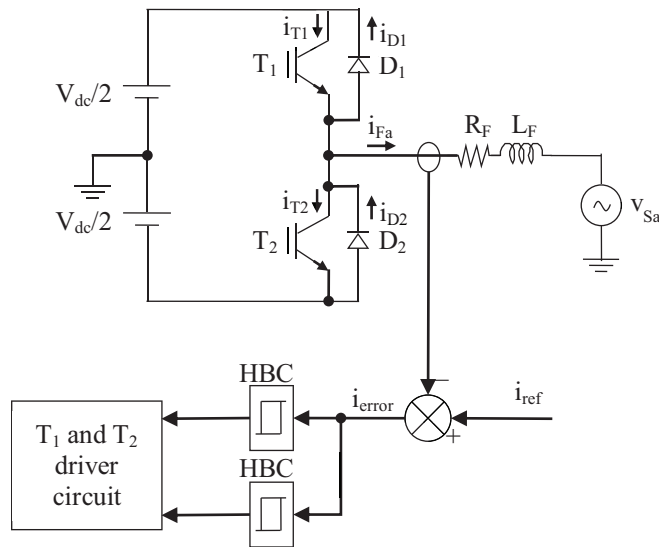 i_T1
i_D1
T_1
D_1
V_dc/2
i_Fa
R_F
L_F
V_dc/2
i_T2
i_D2
T_2
D_2
v_Sa
HBC
i_error
−
i_ref
+
T_1 and T_2
driver
circuit
HBC